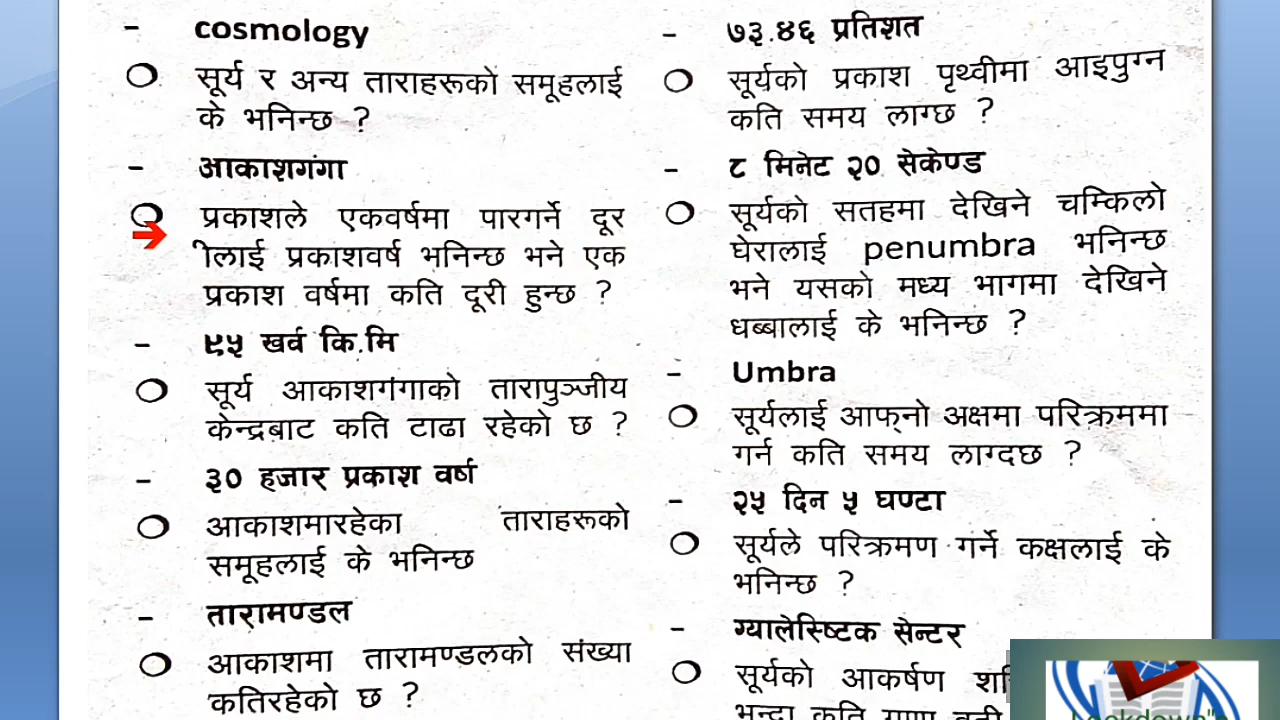 - cosmology
○ सूर्य र अन्य ताराहरूको समूहलाई
के भनिन्छ ?
- आकाशगंगा
○ प्रकाशले एकवर्षमा पारगर्ने दूर
ीलाई प्रकाशवर्ष भनिन्छ भने एक
प्रकाश वर्षमा कति दूरी हुन्छ ?
- ९५ खर्व कि.मि
○ सूर्य आकाशगंगाको तारापुञ्जीय
केन्द्रबाट कति टाढा रहेको छ ?
- ३० हजार प्रकाश वर्ष
○ आकाशमारहेका ताराहरूको
समूहलाई के भनिन्छ
- तारामण्डल
○ आकाशमा तारामण्डलको संख्या
कतिरहेको छ ?
- ७३.४६ प्रतिशत
○ सूर्यको प्रकाश पृथ्वीमा आइपुग्न
कति समय लाग्छ ?
- ८ मिनेट २० सेकेण्ड
○ सूर्यको सतहमा देखिने चम्किलो
घेरालाई penumbra भनिन्छ
भने यसको मध्य भागमा देखिने
धब्बालाई के भनिन्छ ?
- Umbra
○ सूर्यलाई आफ्‌नो अक्षमा परिक्रममा
गर्न कति समय लाग्दछ ?
- २५ दिन ५ घण्टा
○ सूर्यले परिक्रमण गर्ने कक्षलाई के
भनिन्छ ?
- ग्यालेस्ष्टिक सेन्टर
○ सूर्यको आकर्षण
भन्दा कति गुणा